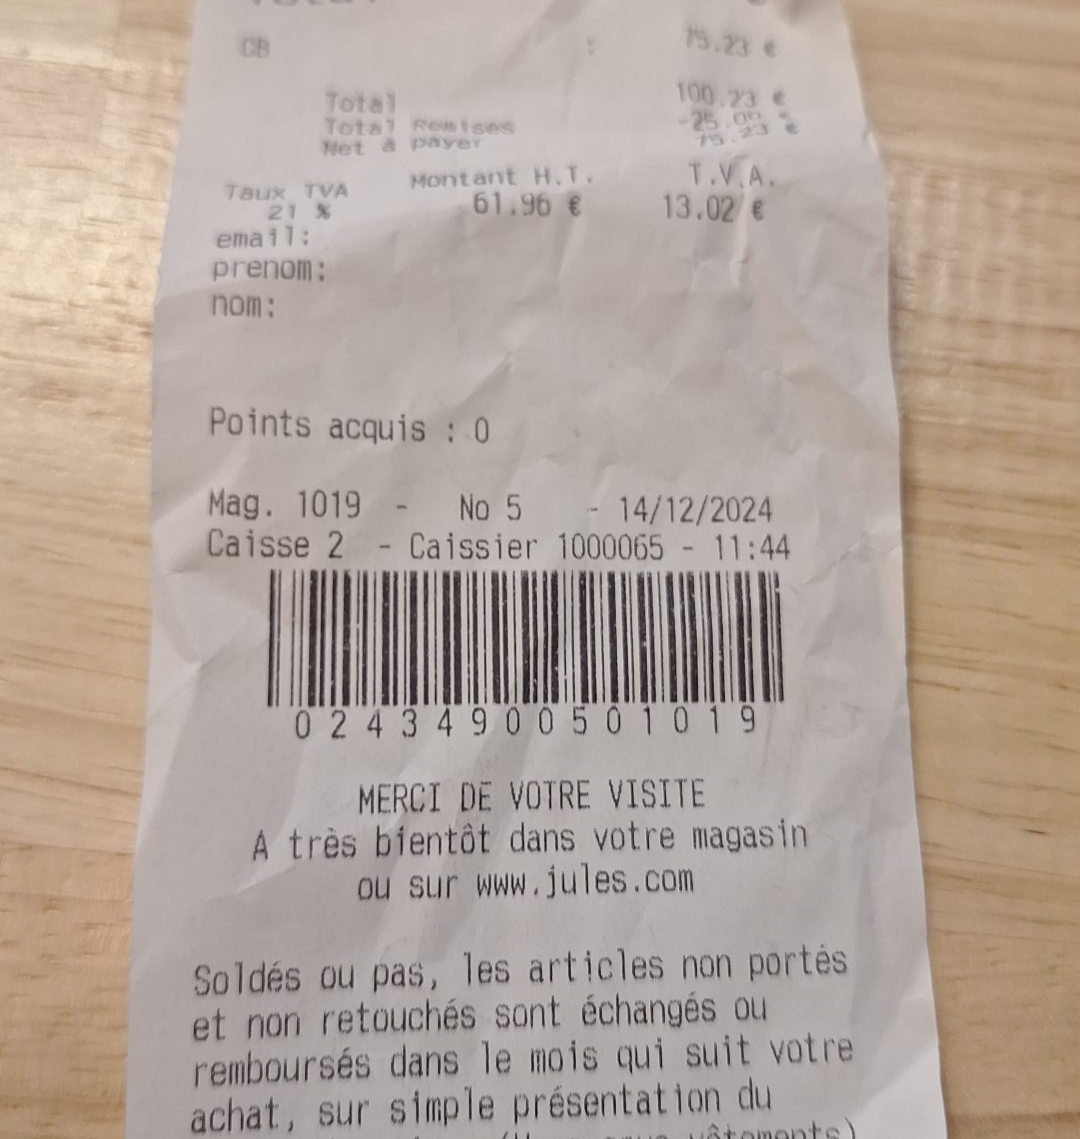 CB : 75.23 €
Total 100.23 €
Total Remises -25.00 €
Net à payer 75.23 €
Taux TVA Montant H.T. T.V.A.
21 % 61.96 € 13.02 €
email:
prenom:
nom:
Points acquis : 0
Mag. 1019 - No 5 - 14/12/2024
Caisse 2 - Caissier 1000065 - 11:44
02434900501019
MERCI DE VOTRE VISITE
A très bientôt dans votre magasin
ou sur www.jules.com
Soldés ou pas, les articles non portés
et non retouchés sont échangés ou
remboursés dans le mois qui suit votre
achat, sur simple présentation du
vêtements)